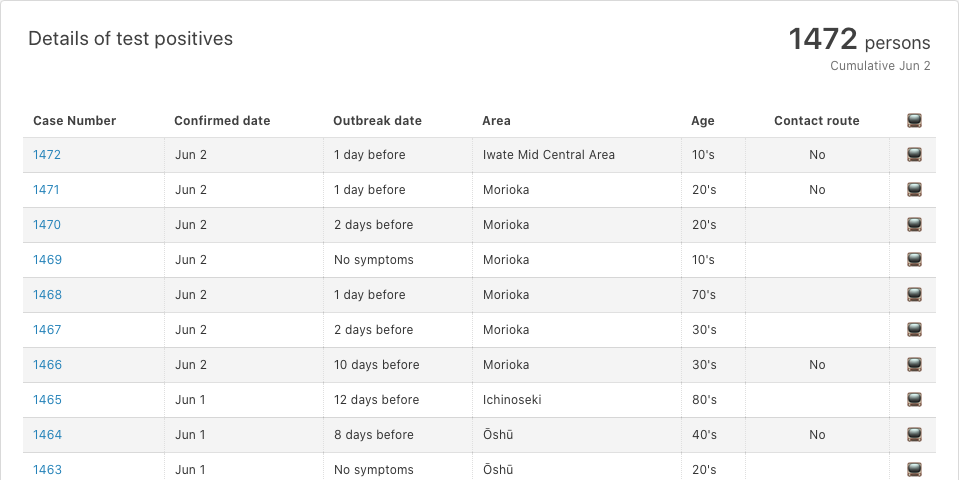 Details of test positives
1472 persons
Cumulative Jun 2
Case Number Confirmed date Outbreak date Area Age Contact route
1472 Jun 2 1 day before Iwate Mid Central Area 10's No
1471 Jun 2 1 day before Morioka 20's No
1470 Jun 2 2 days before Morioka 20's
1469 Jun 2 No symptoms Morioka 10's
1468 Jun 2 1 day before Morioka 70's
1467 Jun 2 2 days before Morioka 30's
1466 Jun 2 10 days before Morioka 30's No
1465 Jun 1 12 days before Ichinoseki 80's
1464 Jun 1 8 days before Ōshū 40's No
1463 Jun 1 No symptoms Ōshū 20's